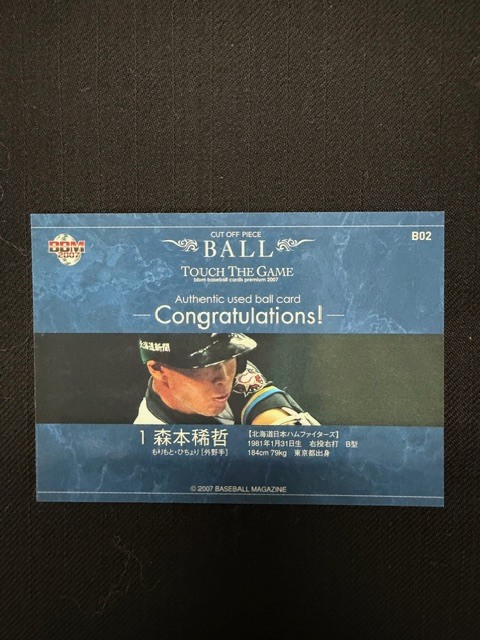 CUT OFF PIECE
BBM
2007
BALL
B02
TOUCH THE GAME
bbm baseball cards premium 2007
Authentic used ball card
Congratulations!
北海道新聞
1 森本稀哲
もりもと・ひちょり[外野手]
【北海道日本ハムファイターズ】
1981年1月31日生 右投右打 B型
184cm 79kg 東京都出身
© 2007 BASEBALL MAGAZINE